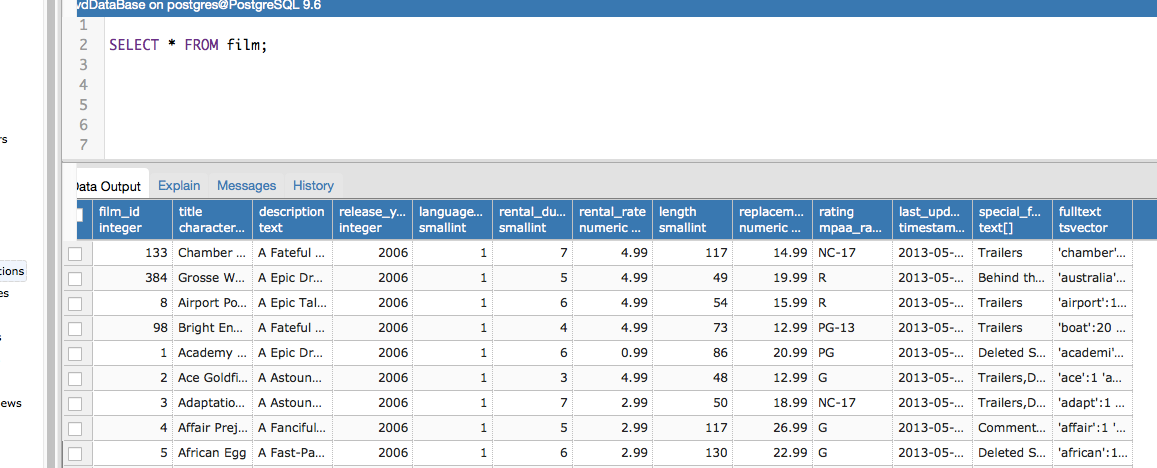 vdDataBase on postgres@PostgreSQL 9.6
1
2 SELECT * FROM film;
3
4
5
6
7
rs
tions
es
s
ews
Data Output Explain Messages History
film_id title description release_y... language... rental_du... rental_rate length replacem... rating last_upd... special_f... fulltext
integer character... text integer smallint smallint numeric ... smallint numeric ... mpaa_ra... timestam... text[] tsvector
133 Chamber ... A Fateful ... 2006 1 7 4.99 117 14.99 NC-17 2013-05-... Trailers 'chamber'...
384 Grosse W... A Epic Dr... 2006 1 5 4.99 49 19.99 R 2013-05-... Behind th... 'australia'...
8 Airport Po... A Epic Tal... 2006 1 6 4.99 54 15.99 R 2013-05-... Trailers 'airport':1...
98 Bright En... A Fateful ... 2006 1 4 4.99 73 12.99 PG-13 2013-05-... Trailers 'boat':20 ...
1 Academy ... A Epic Dr... 2006 1 6 0.99 86 20.99 PG 2013-05-... Deleted S... 'academi'...
2 Ace Goldfi... A Astoun... 2006 1 3 4.99 48 12.99 G 2013-05-... Trailers,D... 'ace':1 'a...
3 Adaptatio... A Astoun... 2006 1 7 2.99 50 18.99 NC-17 2013-05-... Trailers,D... 'adapt':1 ...
4 Affair Prej... A Fanciful... 2006 1 5 2.99 117 26.99 G 2013-05-... Comment... 'affair':1 '...
5 African Egg A Fast-Pa... 2006 1 6 2.99 130 22.99 G 2013-05-... Deleted S... 'african':1...